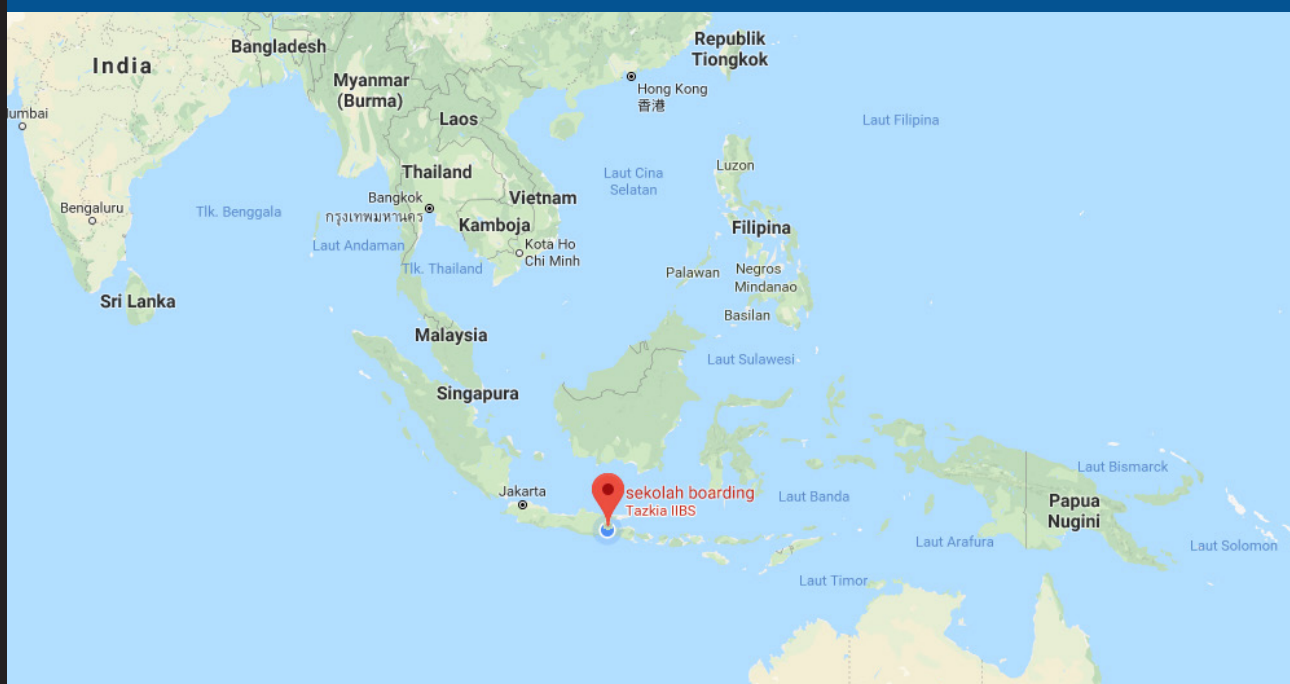 Bangladesh
Republik
Tiongkok
India
Myanmar
(Burma)
Hong Kong
香港
Laos
Laut Filipina
Luzon
Thailand
Laut Cina
Selatan
Bangkok
กรุงเทพมหานคร
Vietnam
Bengaluru
Tlk. Benggala
Kamboja
Filipina
Laut Andaman
Kota Ho
Chi Minh
Tlk. Thailand
Palawan
Negros
Mindanao
Sri Lanka
Basilan
Malaysia
Laut Sulawesi
Singapura
Laut Bismarck
Jakarta
sekolah boarding
Tazkia IIBS
Laut Banda
Papua
Nugini
Laut Arafura
Laut Solomon
Laut Timor